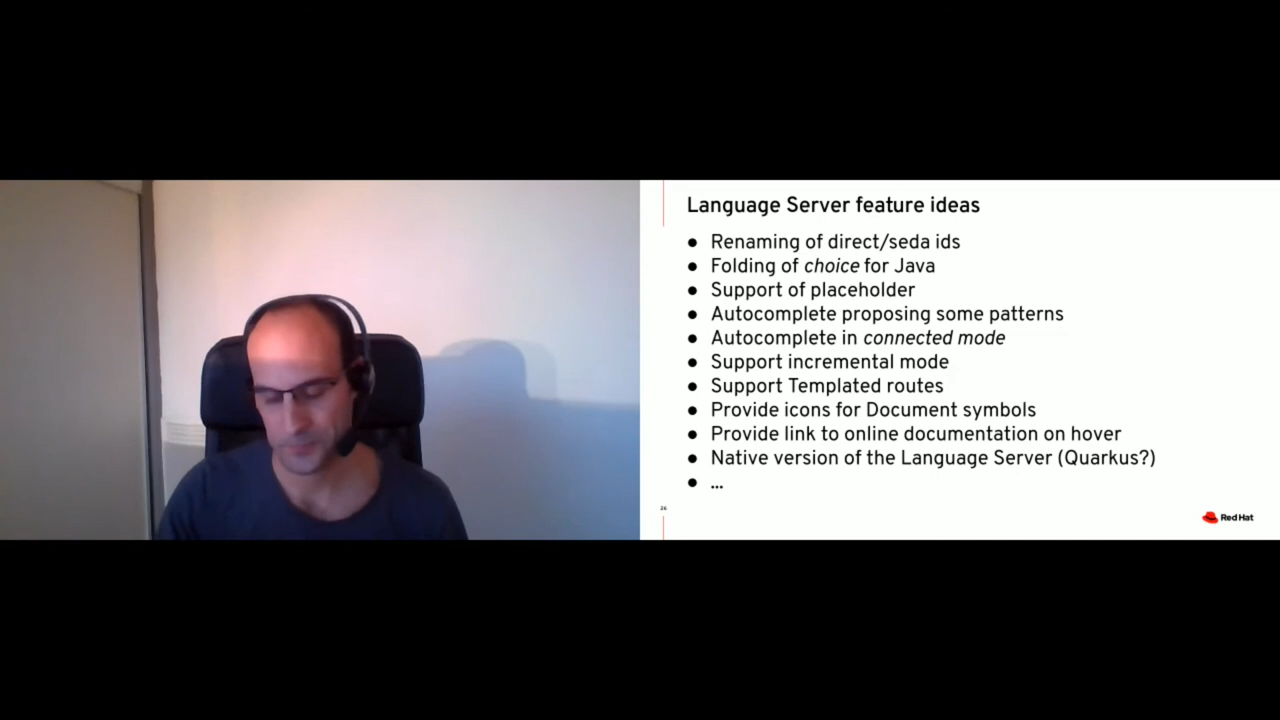 Language Server feature ideas
● Renaming of direct/seda ids
● Folding of choice for Java
● Support of placeholder
● Autocomplete proposing some patterns
● Autocomplete in connected mode
● Support incremental mode
● Support Templated routes
● Provide icons for Document symbols
● Provide link to online documentation on hover
● Native version of the Language Server (Quarkus?)
● ...
26
Red Hat